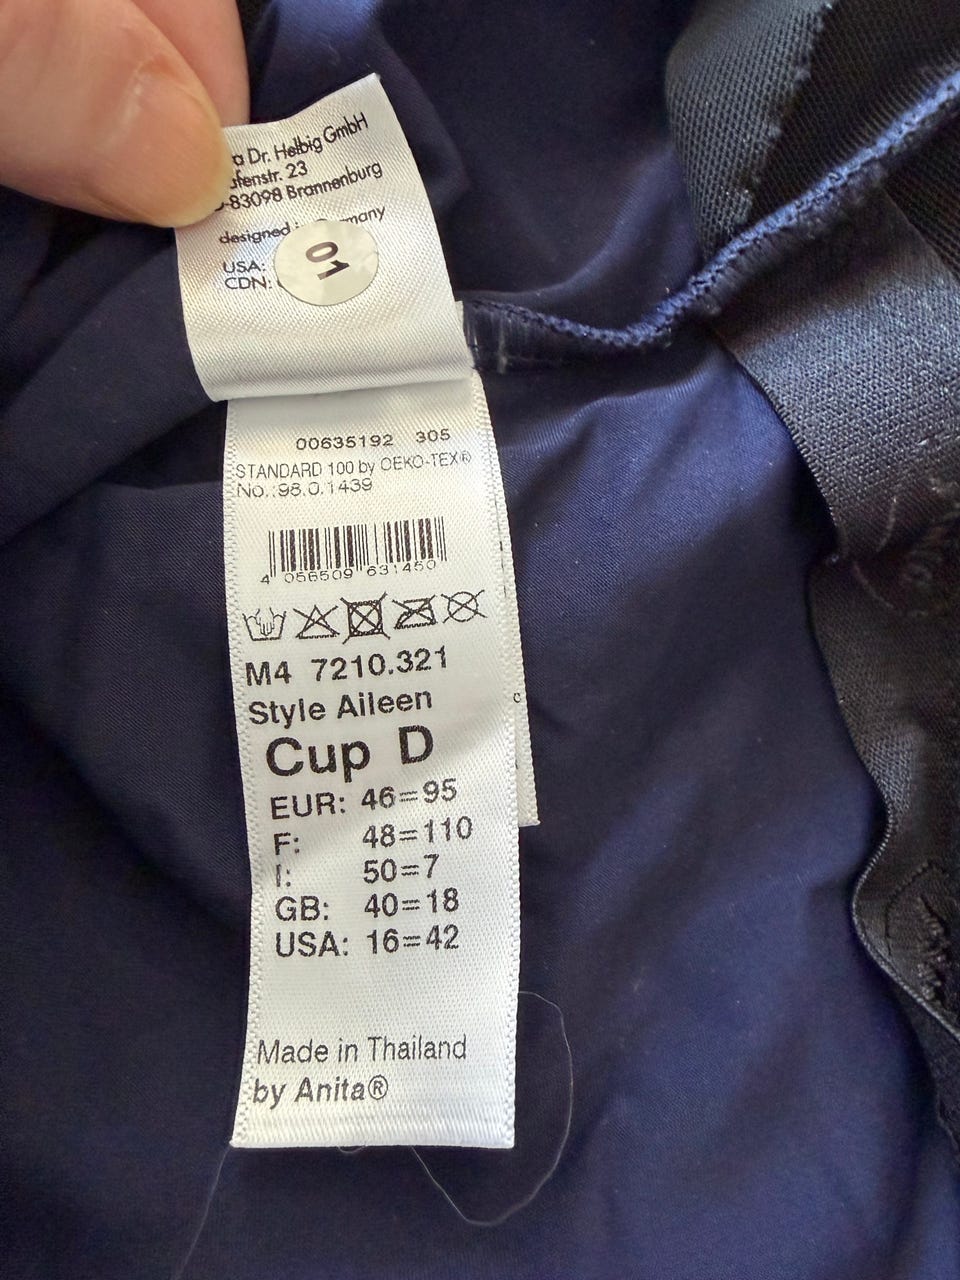 a Dr. Helbig GmbH
afenstr. 23
D-83098 Brannenburg
designed
USA:
CDN:
01
00635192 305
STANDARD 100 by OEKO-TEX®
No.:98.0.1439
4 056509 631450
M4 7210.321
Style Aileen
Cup D
EUR: 46=95
F: 48=110
I: 50=7
GB: 40=18
USA: 16=42
Made in Thailand
by Anita®